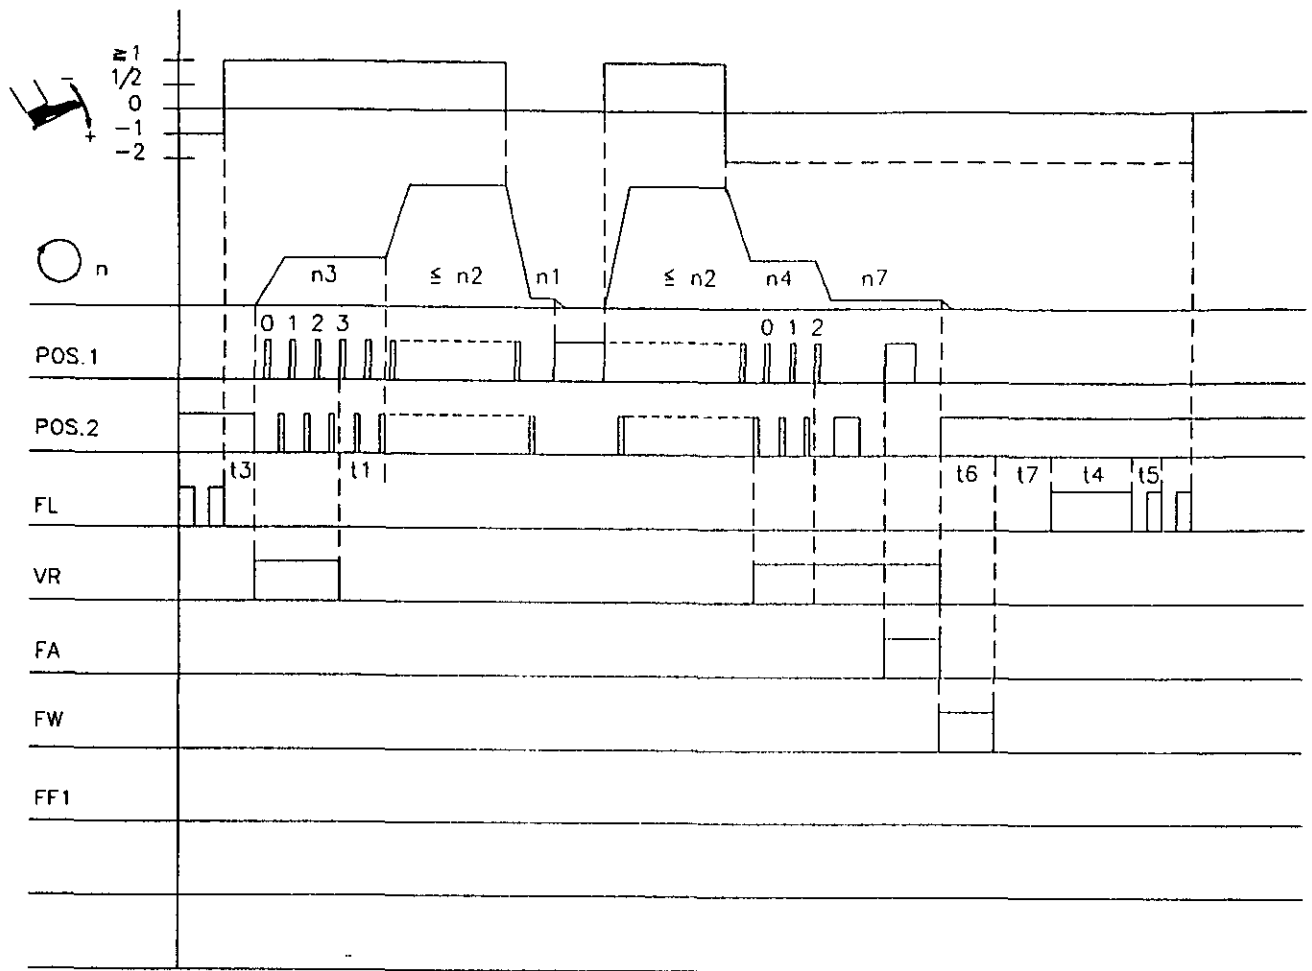 ≧ 1
1/2
0
−1
−2
−
+
n
n3
≦ n2
n1
≦ n2
n4
n7
0 1 2 3
0 1 2
POS.1
POS.2
t3
t1
t6
t7
t4
t5
FL
VR
FA
FW
FF1